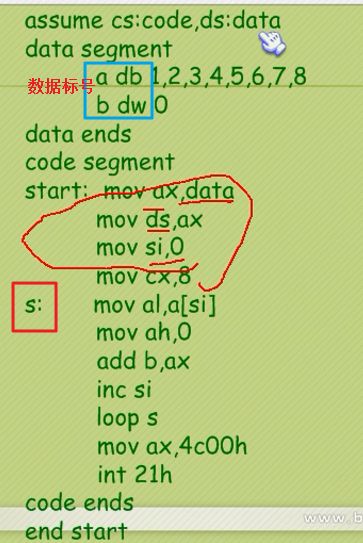 assume cs:code,ds:data
data segment
数据标号 a db 1,2,3,4,5,6,7,8
b dw 0
data ends
code segment
start: mov ax,data
mov ds,ax
mov si,0
mov cx,8
s: mov al,a[si]
mov ah,0
add b,ax
inc si
loop s
mov ax,4c00h
int 21h
code ends
www.b
end start